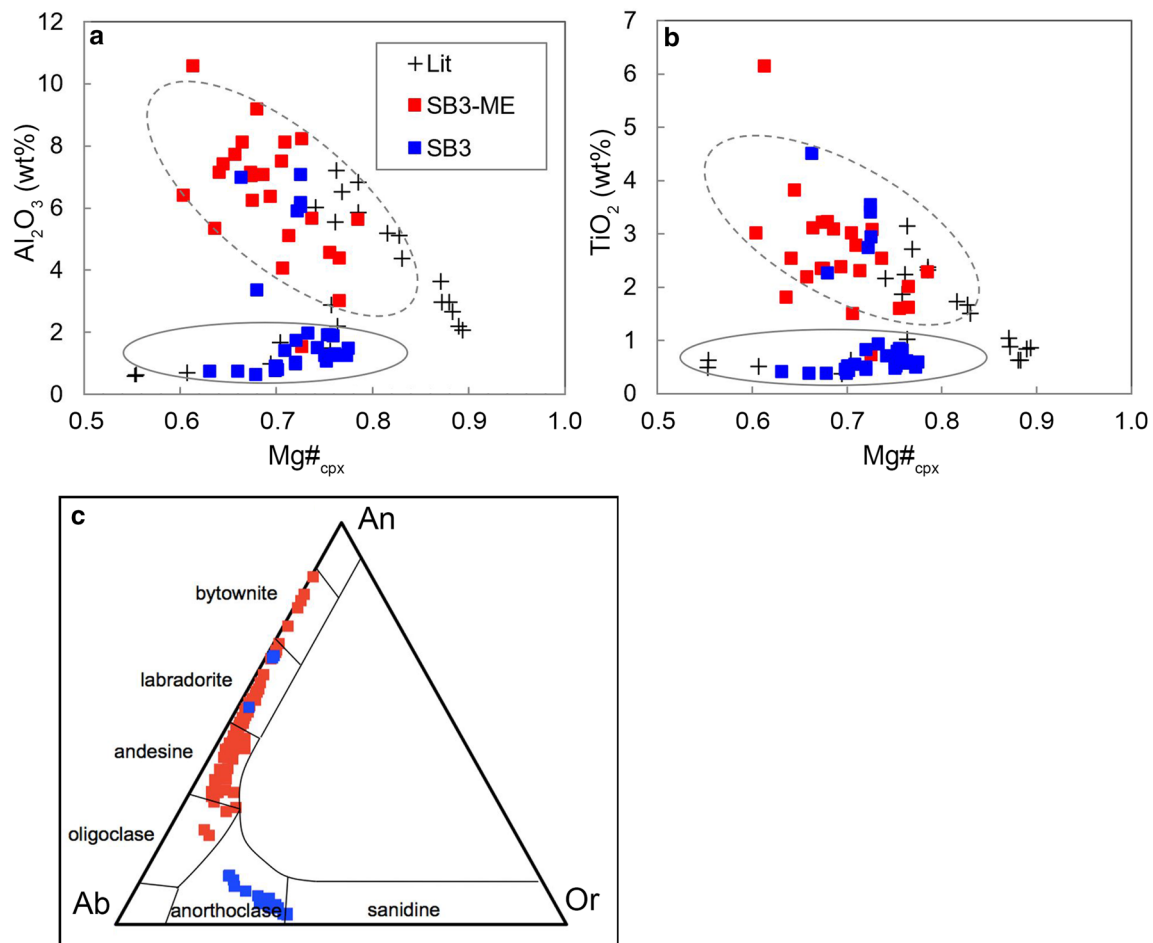 a
12
10
8
6
4
2
0
Al₂O₃ (wt%)
0.5 0.6 0.7 0.8 0.9 1.0
Mg#cpx
Lit
SB3-ME
SB3
b
7
6
5
4
3
2
1
0
TiO₂ (wt%)
0.5 0.6 0.7 0.8 0.9 1.0
Mg#cpx
c
An
bytownite
labradorite
andesine
oligoclase
Ab
anorthoclase
sanidine
Or